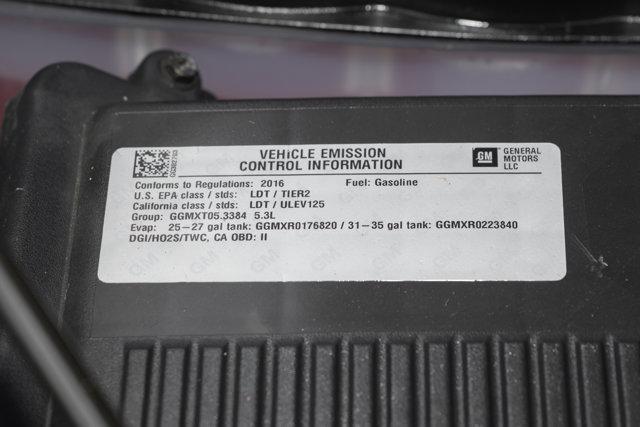 VEHICLE EMISSION
CONTROL INFORMATION
GM GENERAL
MOTORS
LLC
Conforms to Regulations: 2016 Fuel: Gasoline
U.S. EPA class / stds: LDT / TIER2
California class / stds: LDT / ULEV125
Group: GGMXT05.3384 5.3L
Evap: 25-27 gal tank: GGMXR0176820 / 31-35 gal tank: GGMXR0223840
DGI/HO2S/TWC, CA OBD: II